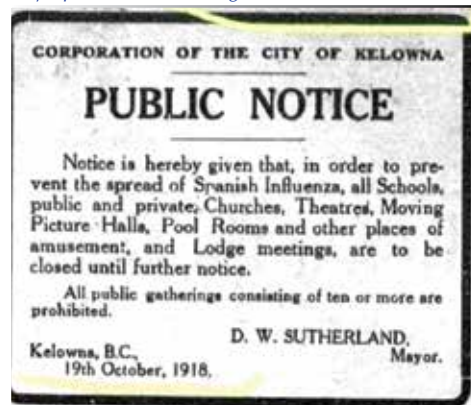 CORPORATION OF THE CITY OF KELOWNA
PUBLIC NOTICE
Notice is hereby given that, in order to pre-
vent the spread of Spanish Influenza, all Schools,
public and private, Churches, Theatres, Moving
Picture Halls, Pool Rooms and other places of
amusement, and Lodge meetings, are to be
closed until further notice.
All public gatherings consisting of ten or more are
prohibited.
D. W. SUTHERLAND,
Mayor.
Kelowna, B.C.,
19th October, 1918.